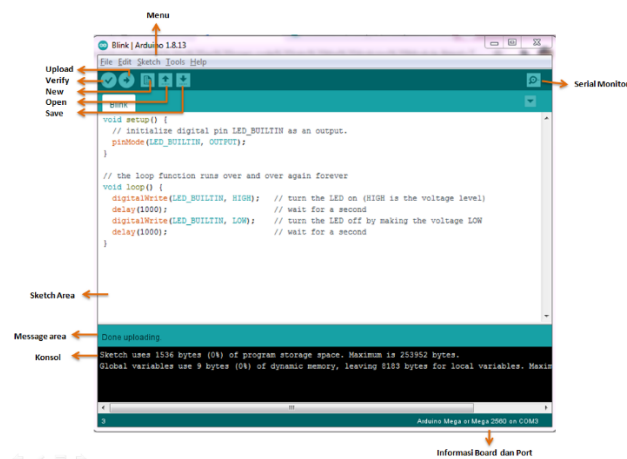 Menu
Blink | Arduino 1.8.13
File Edit Sketch Tools Help
Upload
Verify
New
Open
Save
Serial Monitor
Blink
void setup() {
// initialize digital pin LED_BUILTIN as an output.
pinMode(LED_BUILTIN, OUTPUT);
}
// the loop function runs over and over again forever
void loop() {
digitalWrite(LED_BUILTIN, HIGH); // turn the LED on (HIGH is the voltage level)
delay(1000); // wait for a second
digitalWrite(LED_BUILTIN, LOW); // turn the LED off by making the voltage LOW
delay(1000); // wait for a second
}
Sketch Area
Message area
Done uploading.
Konsol
Sketch uses 1536 bytes (0%) of program storage space. Maximum is 253952 bytes.
Global variables use 9 bytes (0%) of dynamic memory, leaving 8183 bytes for local variables. Maxim
3
Arduino Mega or Mega 2560 on COM3
Informasi Board dan Port